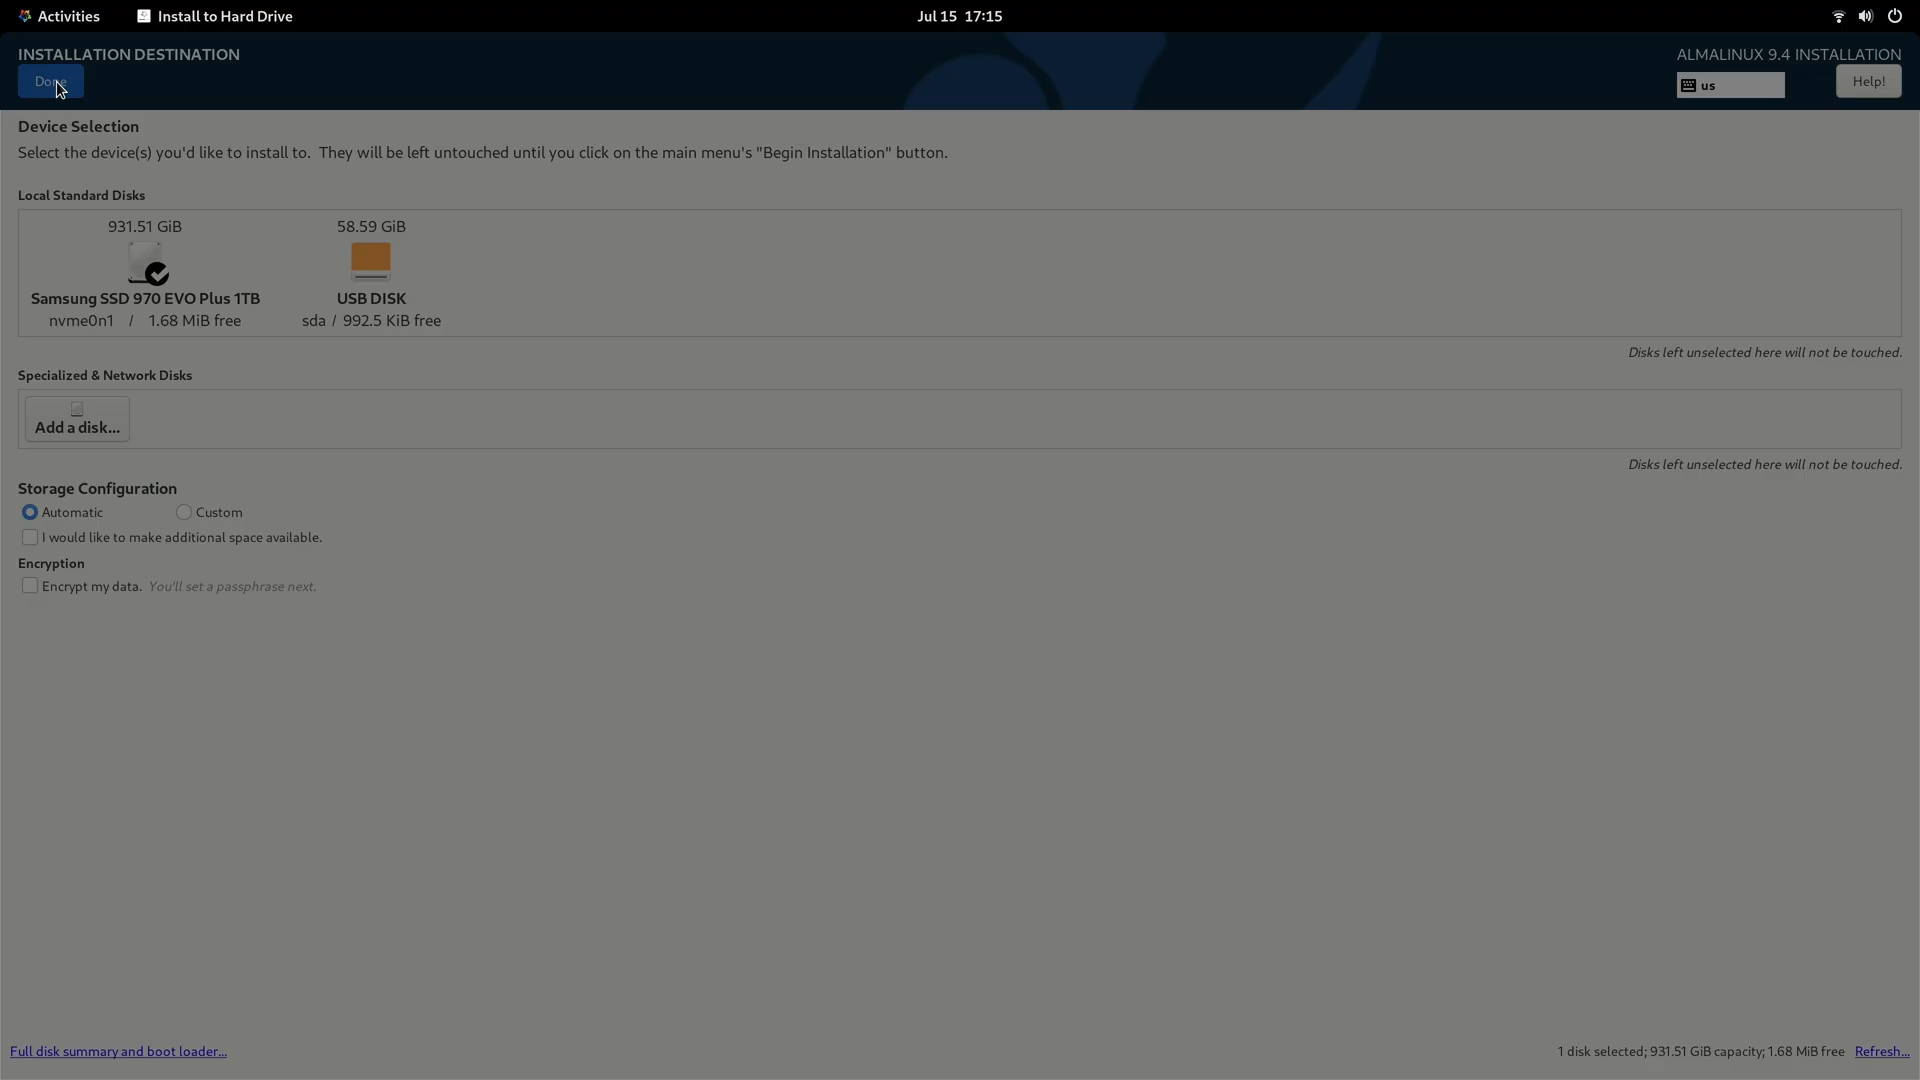 Activities
Install to Hard Drive
Jul 15 17:15
INSTALLATION DESTINATION
Done
ALMALINUX 9.4 INSTALLATION
us
Help!
Device Selection
Select the device(s) you'd like to install to. They will be left untouched until you click on the main menu's "Begin Installation" button.
Local Standard Disks
931.51 GiB
Samsung SSD 970 EVO Plus 1TB
nvme0n1 / 1.68 MiB free
58.59 GiB
USB DISK
sda / 992.5 KiB free
Disks left unselected here will not be touched.
Specialized & Network Disks
Add a disk...
Disks left unselected here will not be touched.
Storage Configuration
Automatic
Custom
I would like to make additional space available.
Encryption
Encrypt my data. You'll set a passphrase next.
Full disk summary and boot loader...
1 disk selected; 931.51 GiB capacity; 1.68 MiB free Refresh...